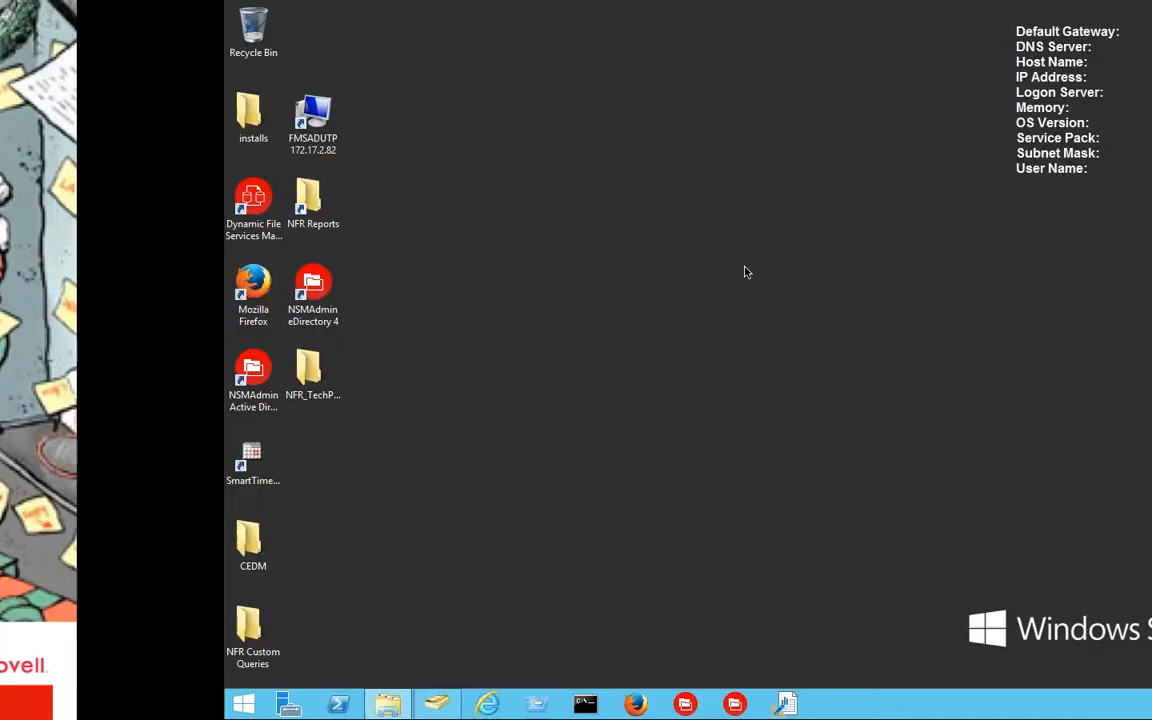 Recycle Bin
installs
FMSADUTP
172.17.2.82
Dynamic File
Services Ma...
NFR Reports
Mozilla
Firefox
NSMAdmin
eDirectory 4
NSMAdmin
Active Dir...
NFR_TechP...
SmartTime...
CEDM
NFR Custom
Queries
Default Gateway:
DNS Server:
Host Name:
IP Address:
Logon Server:
Memory:
OS Version:
Service Pack:
Subnet Mask:
User Name:
Windows S
ovell